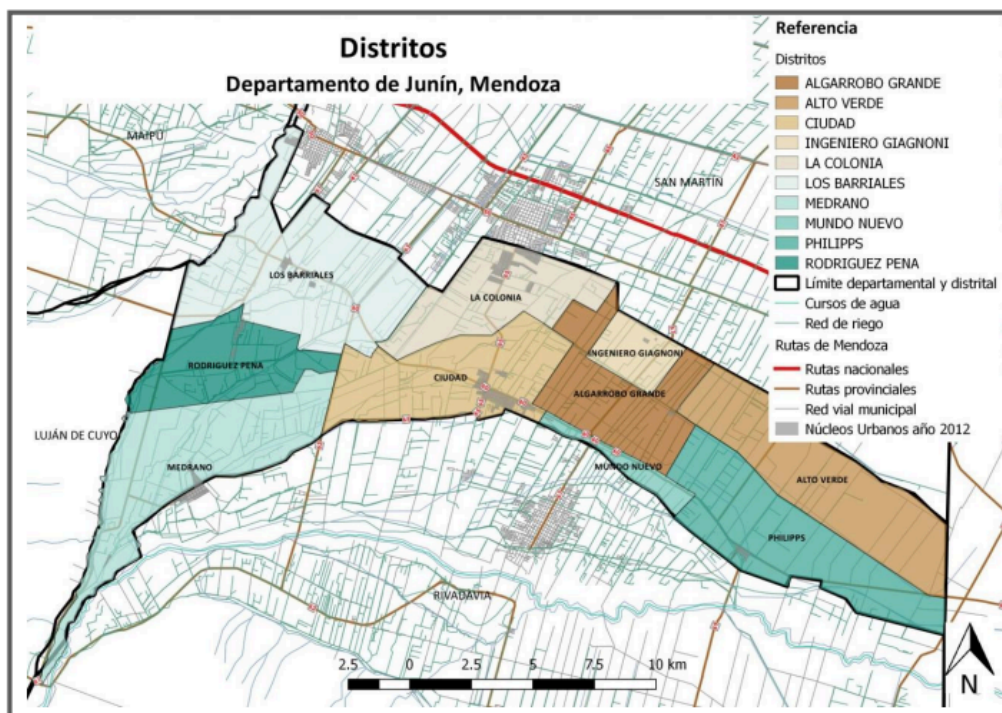 Distritos
Departamento de Junín, Mendoza
Referencia
Distritos
ALGARROBO GRANDE
ALTO VERDE
CIUDAD
INGENIERO GIAGNONI
LA COLONIA
LOS BARRIALES
MEDRANO
MUNDO NUEVO
PHILIPPS
RODRIGUEZ PENA
Límite departamental y distrital
Cursos de agua
Red de riego
Rutas de Mendoza
Rutas nacionales
Rutas provinciales
Red vial municipal
Núcleos Urbanos año 2012
MAIPÚ
SAN MARTÍN
LOS BARRIALES
LA COLONIA
INGENIERO GIAGNONI
RODRIGUEZ PENA
CIUDAD
ALGARROBO GRANDE
LUJÁN DE CUYO
MEDRANO
MUNDO NUEVO
ALTO VERDE
PHILIPPS
RIVADAVIA
2.5 0 2.5 5 7.5 10 km
N